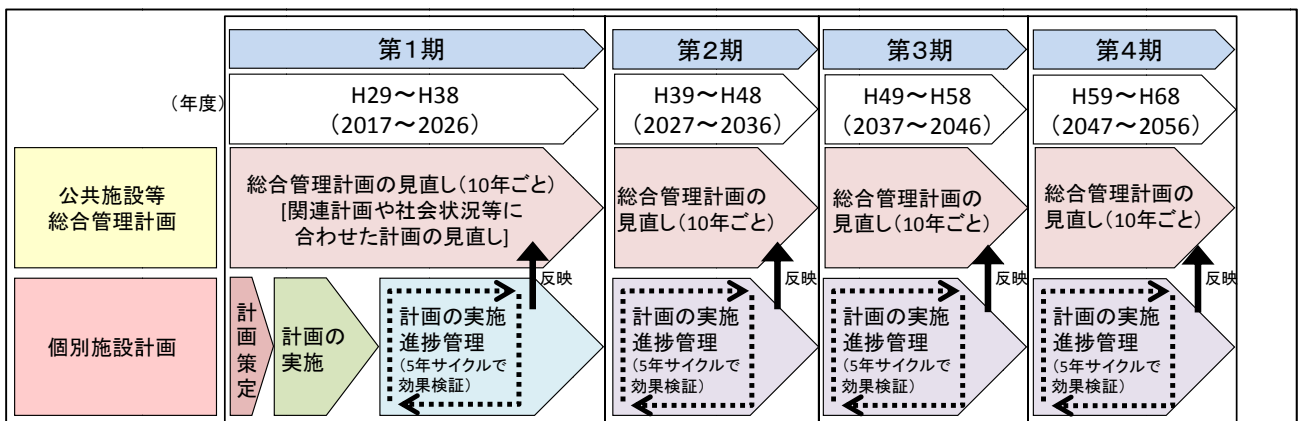 第1期
第2期
第3期
第4期
（年度）
H29～H38
（2017～2026）
H39～H48
（2027～2036）
H49～H58
（2037～2046）
H59～H68
（2047～2056）
公共施設等
総合管理計画
総合管理計画の見直し（10年ごと）
[関連計画や社会状況等に
合わせた計画の見直し]
総合管理計画の
見直し（10年ごと）
総合管理計画の
見直し（10年ごと）
総合管理計画の
見直し（10年ごと）
反映
反映
反映
反映
個別施設計画
計画策定
計画の
実施
計画の実施
進捗管理
（5年サイクルで
効果検証）
計画の実施
進捗管理
（5年サイクルで
効果検証）
計画の実施
進捗管理
（5年サイクルで
効果検証）
計画の実施
進捗管理
（5年サイクルで
効果検証）